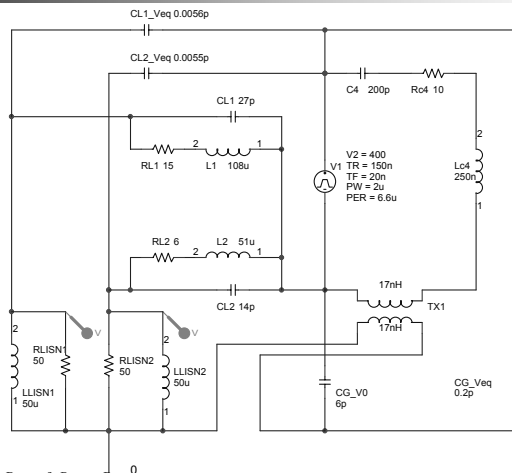 CL1_Veq 0.0056p
CL2_Veq 0.0055p
C4 200p
Rc4 10
CL1 27p
2
RL1 15
2
L1 108u
1
V1
V2 = 400
TR = 150n
TF = 20n
PW = 2u
PER = 6.6u
Lc4
250n
1
RL2 6
2
L2 51u
1
CL2 14p
17nH
TX1
17nH
V
V
2
RLISN1
50
LLISN1
50u
1
RLISN2
50
2
LLISN2
50u
1
CG_V0
6p
CG_Veq
0.2p
0